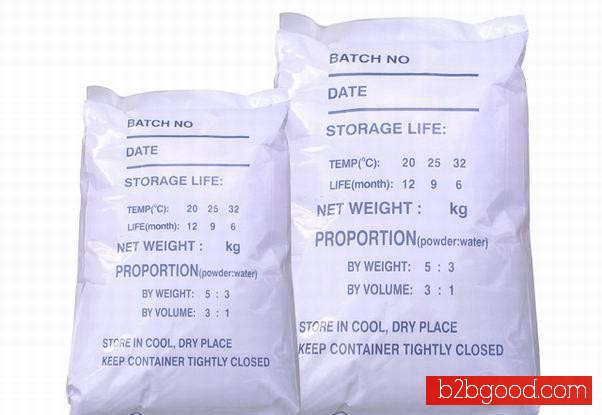 BATCH NO
DATE
STORAGE LIFE:
TEMP(°C): 20 25 32
LIFE(month): 12 9 6
NET WEIGHT : kg
PROPORTION(powder:water)
BY WEIGHT: 5 : 3
BY VOLUME: 3 : 1
STORE IN COOL, DRY PLACE
KEEP CONTAINER TIGHTLY CLOSED
BATCH NO
DATE
STORAGE LIFE:
TEMP(°C): 20 25 32
LIFE(month): 12 9 6
NET WEIGHT : kg
PROPORTION(powder:water)
BY WEIGHT: 5 : 3
BY VOLUME: 3 : 1
STORE IN COOL, DRY PLACE
KEEP CONTAINER TIGHTLY CLOSED
b2bgood.com